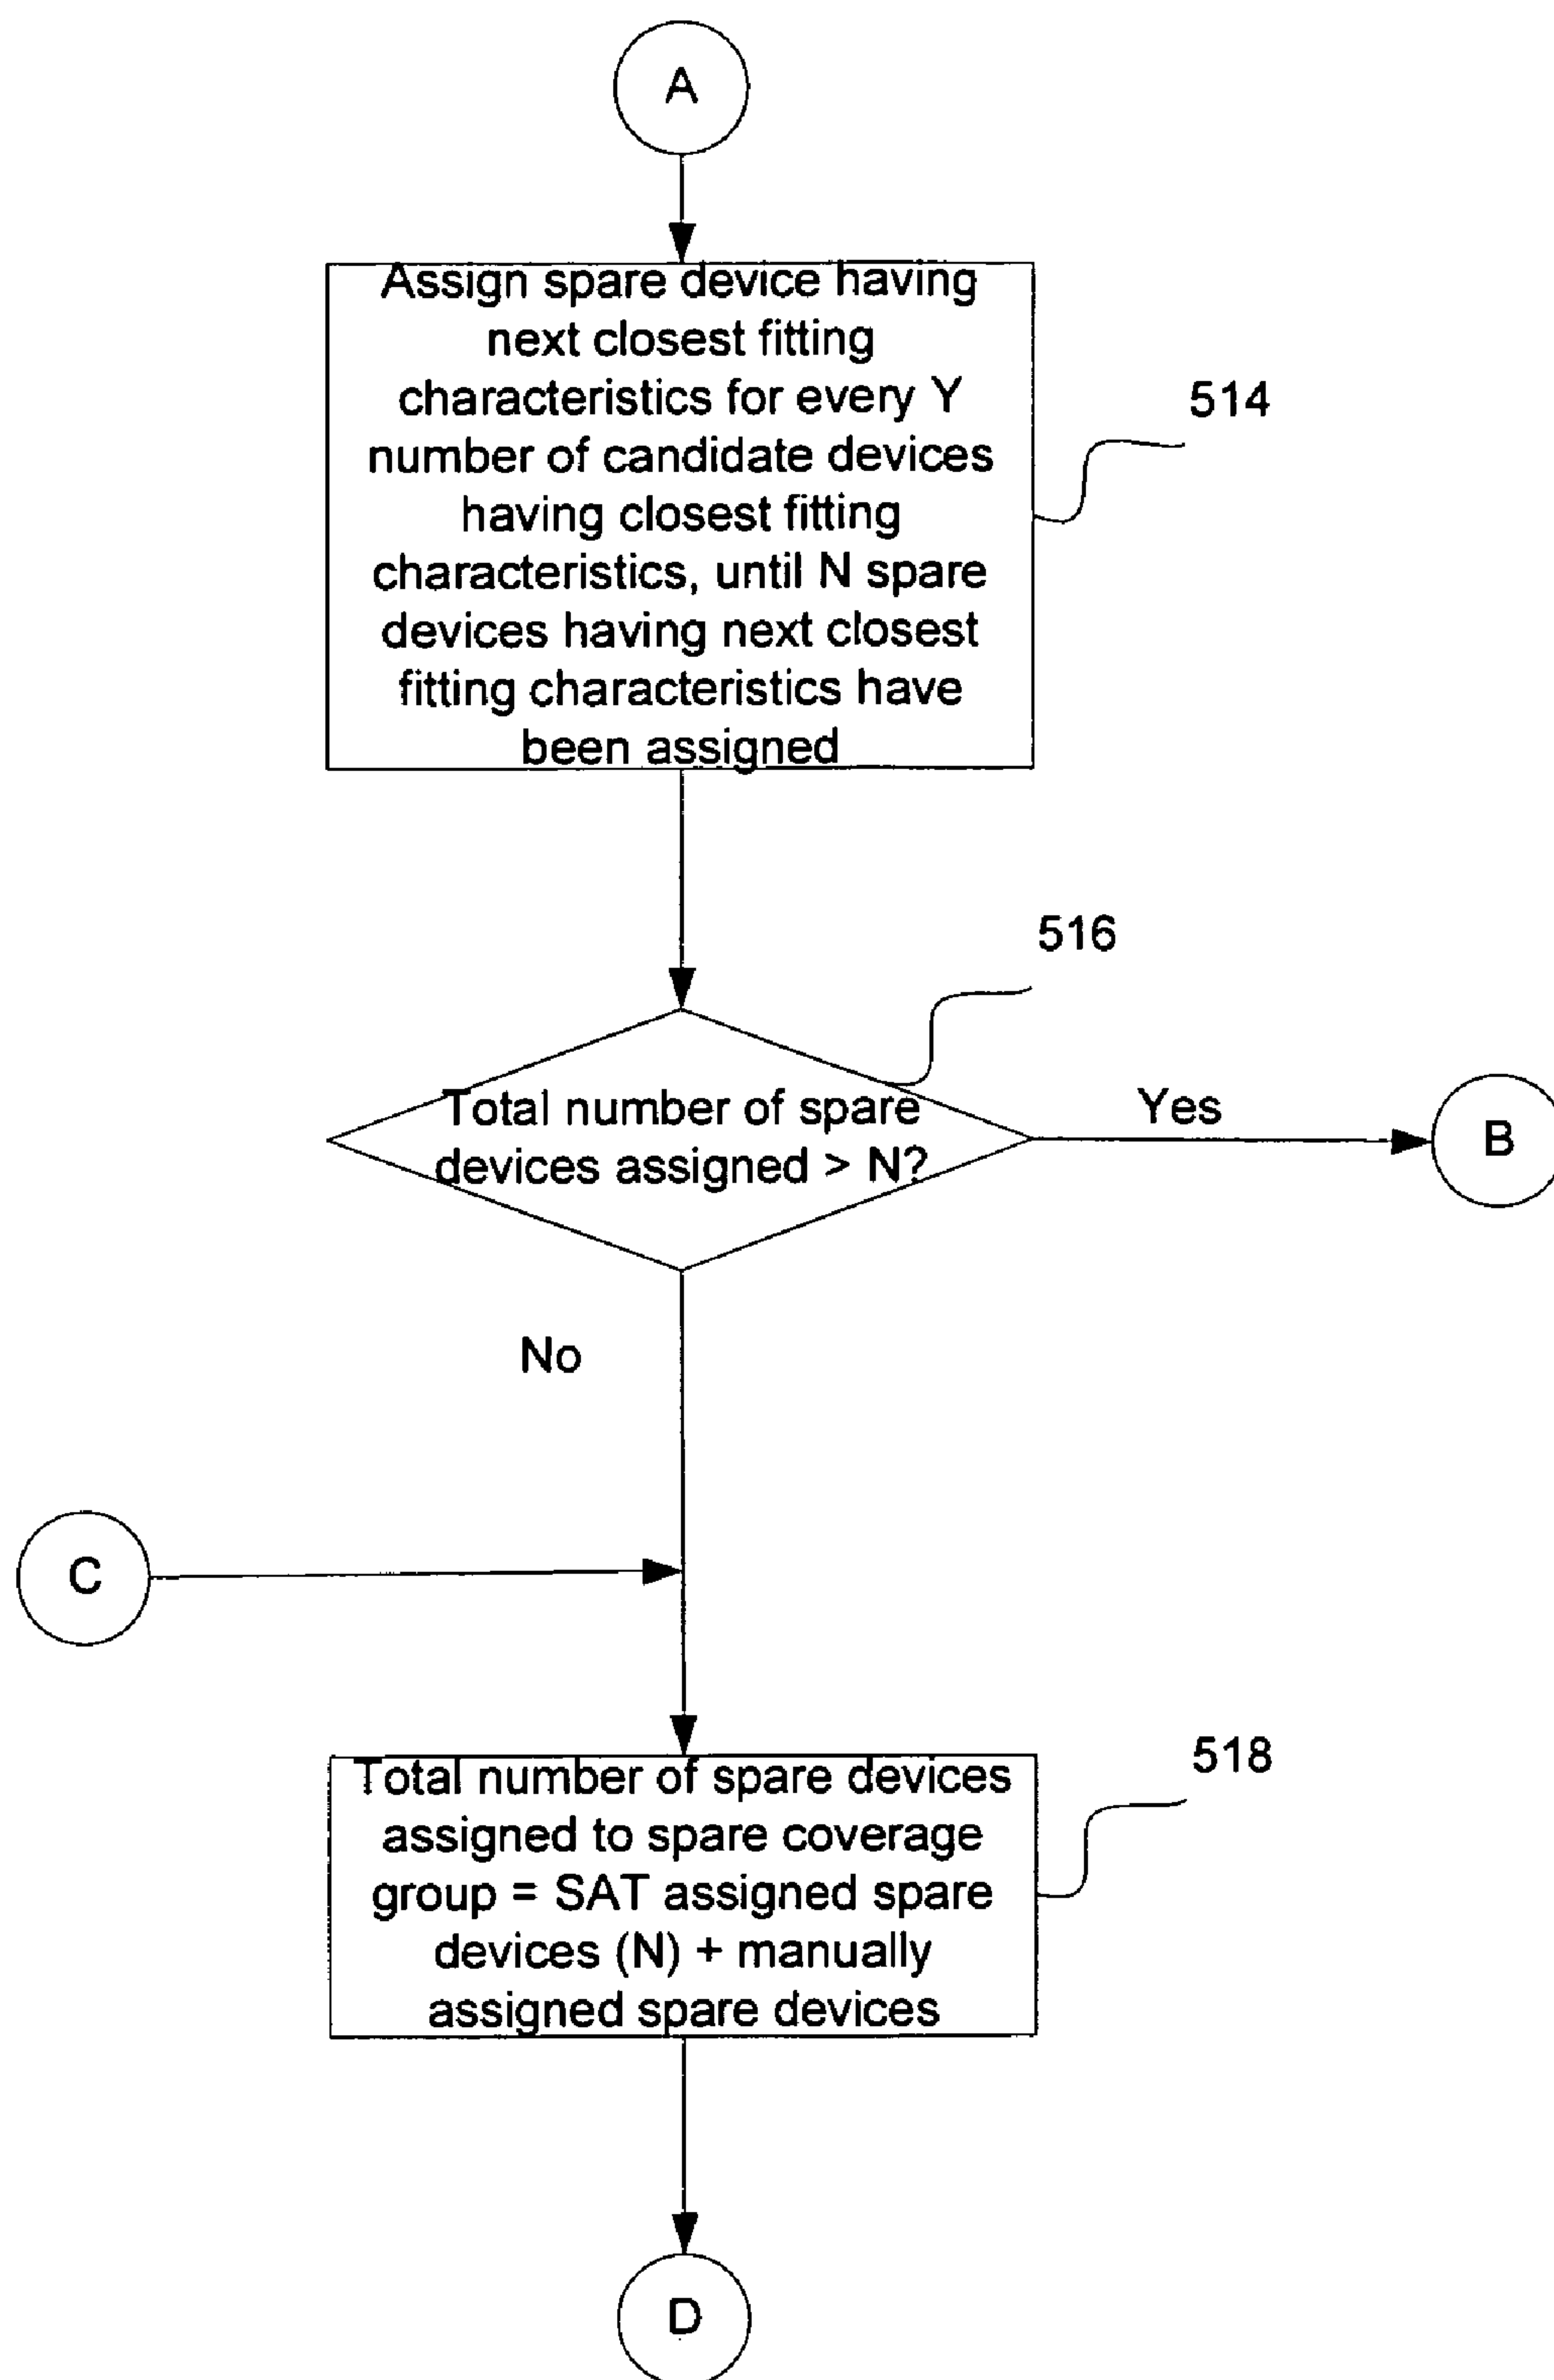 A
Assign spare device having
next closest fitting
characteristics for every Y
number of candidate devices
having closest fitting
characteristics, until N spare
devices having next closest
fitting characteristics have
been assigned
514
516
Total number of spare
devices assigned > N?
Yes
B
No
C
518
Total number of spare devices
assigned to spare coverage
group = SAT assigned spare
devices (N) + manually
assigned spare devices
D